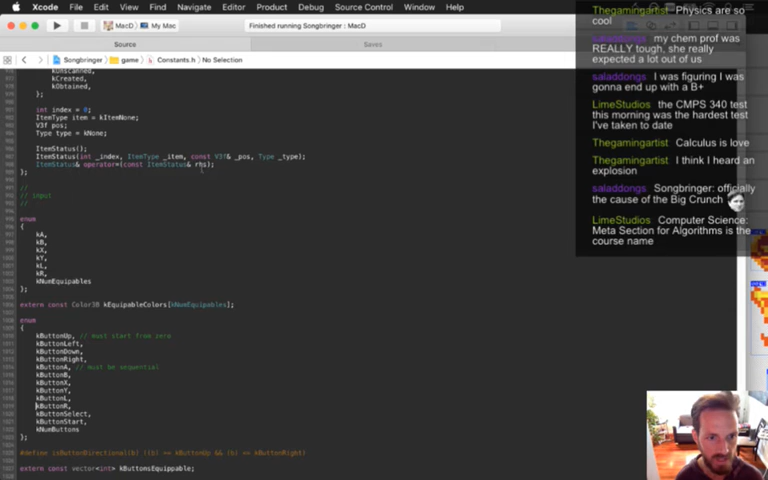 Xcode File Edit View Find Navigate Editor Product Debug Source Control Window Help
MacD My Mac
Finished running Songbringer : MacD
Source
Saves
Songbringer game Constants.h No Selection
kUnscanned,
kCreated,
kObtained,
};
int index = 0;
ItemType item = kItemNone;
V3f pos;
Type type = kNone;
ItemStatus();
ItemStatus(int _index, ItemType _item, const V3f& _pos, Type _type);
ItemStatus& operator=(const ItemStatus& rhs);
};
//
// input
//
enum
{
kA,
kB,
kX,
kY,
kL,
kR,
kNumEquipables
};
extern const Color3B kEquipableColors[kNumEquipables];
enum
{
kButtonUp, // must start from zero
kButtonLeft,
kButtonDown,
kButtonRight,
kButtonA, // must be sequential
kButtonB,
kButtonX,
kButtonY,
kButtonL,
kButtonR,
kButtonSelect,
kButtonStart,
kNumButtons
};
#define isButtonDirectional(b) ((b) >= kButtonUp && (b) <= kButtonRight)
extern const vector<int> kButtonsEquippable;
Thegamingartist Physics are so
cool
saladdongs my chem prof was
REALLY tough, she really
expected a lot out of us
saladdongs I was figuring I was
gonna end up with a B+
LimeStudios the CMPS 340 test
this morning was the hardest test
I've taken to date
Thegamingartist Calculus is love
Thegamingartist I think I heard an
explosion
saladdongs Songbringer: officially
the cause of the Big Crunch
LimeStudios Computer Science:
Meta Section for Algorithms is the
course name